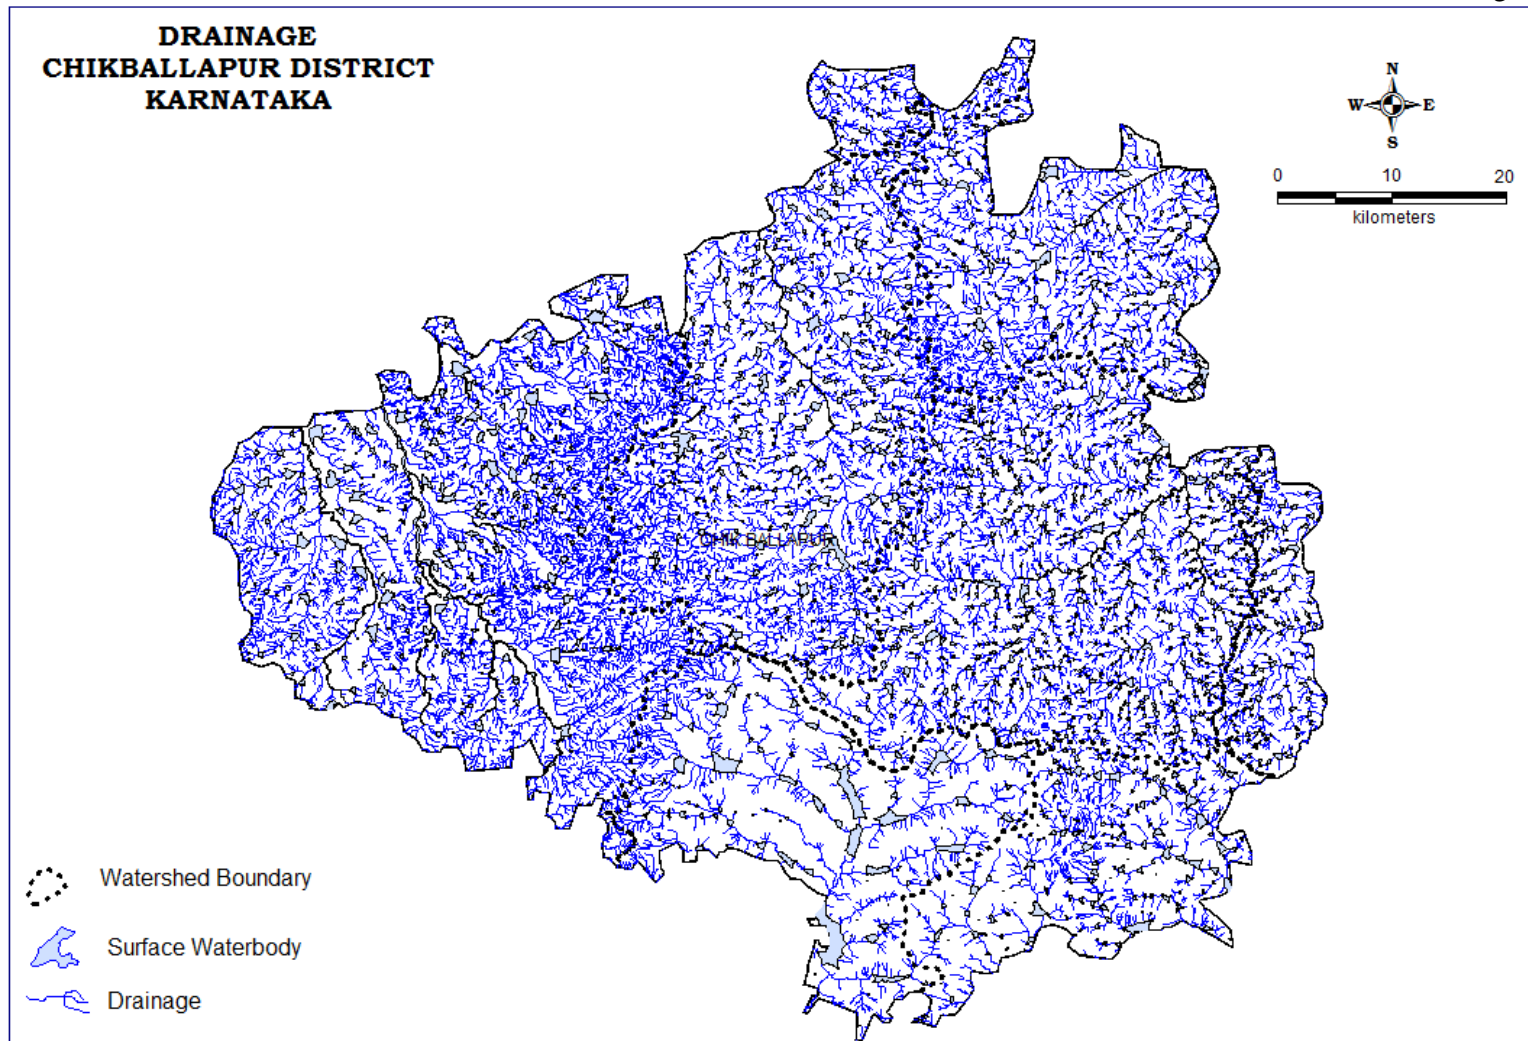 DRAINAGE
CHIKBALLAPUR DISTRICT
KARNATAKA
N
W E
S
0 10 20
kilometers
CHIKBALLAPUR
Watershed Boundary
Surface Waterbody
Drainage